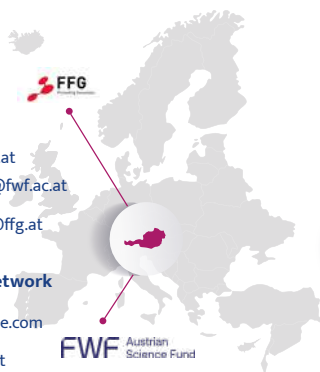 FFG
Promoting Innovation.
at
@fwf.ac.at
@ffg.at
etwork
e.com
FWF Austrian
Science Fund
t